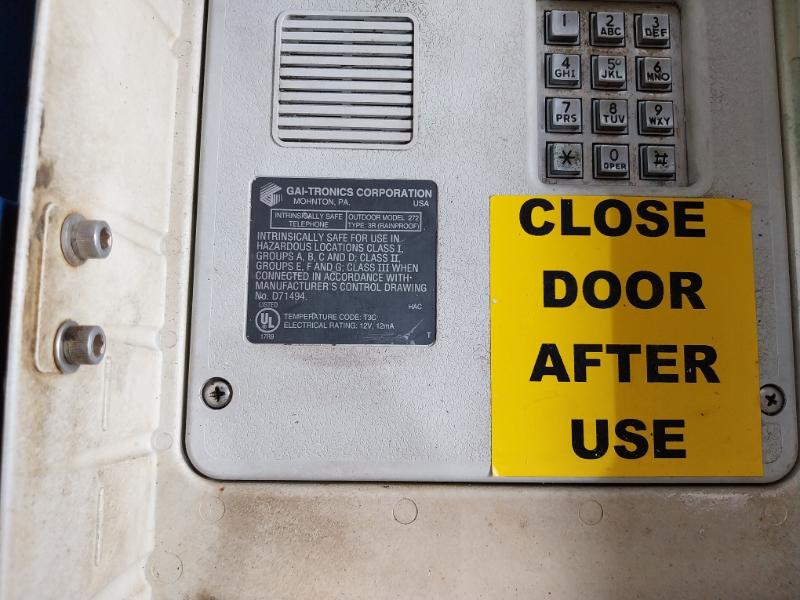 1
2
ABC
3
DEF
4
GHI
5
JKL
6
MNO
7
PRS
8
TUV
9
WXY
*
0
OPER
#
GAI-TRONICS CORPORATION
MOHNTON, PA. USA
INTRINSICALLY SAFE
TELEPHONE
OUTDOOR MODEL 272
TYPE: 3R (RAINPROOF)
INTRINSICALLY SAFE FOR USE IN
HAZARDOUS LOCATIONS CLASS I,
GROUPS A, B, C AND D; CLASS II,
GROUPS E, F AND G; CLASS III WHEN
CONNECTED IN ACCORDANCE WITH
MANUFACTURER'S CONTROL DRAWING
No. D71494
HAC
LISTED
UL
17R9
TEMPERATURE CODE: T3C
ELECTRICAL RATING: 12V, 12mA
T
CLOSE
DOOR
AFTER
USE